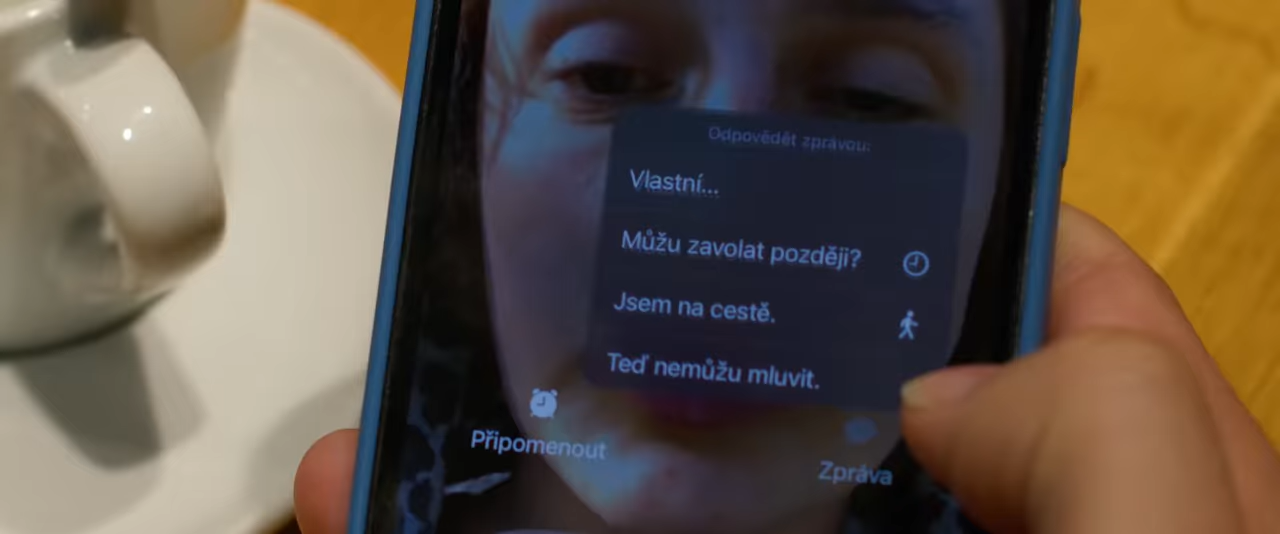 Odpovědět zprávou:
Vlastní...
Můžu zavolat později?
Jsem na cestě.
Teď nemůžu mluvit.
Připomenout
Zpráva